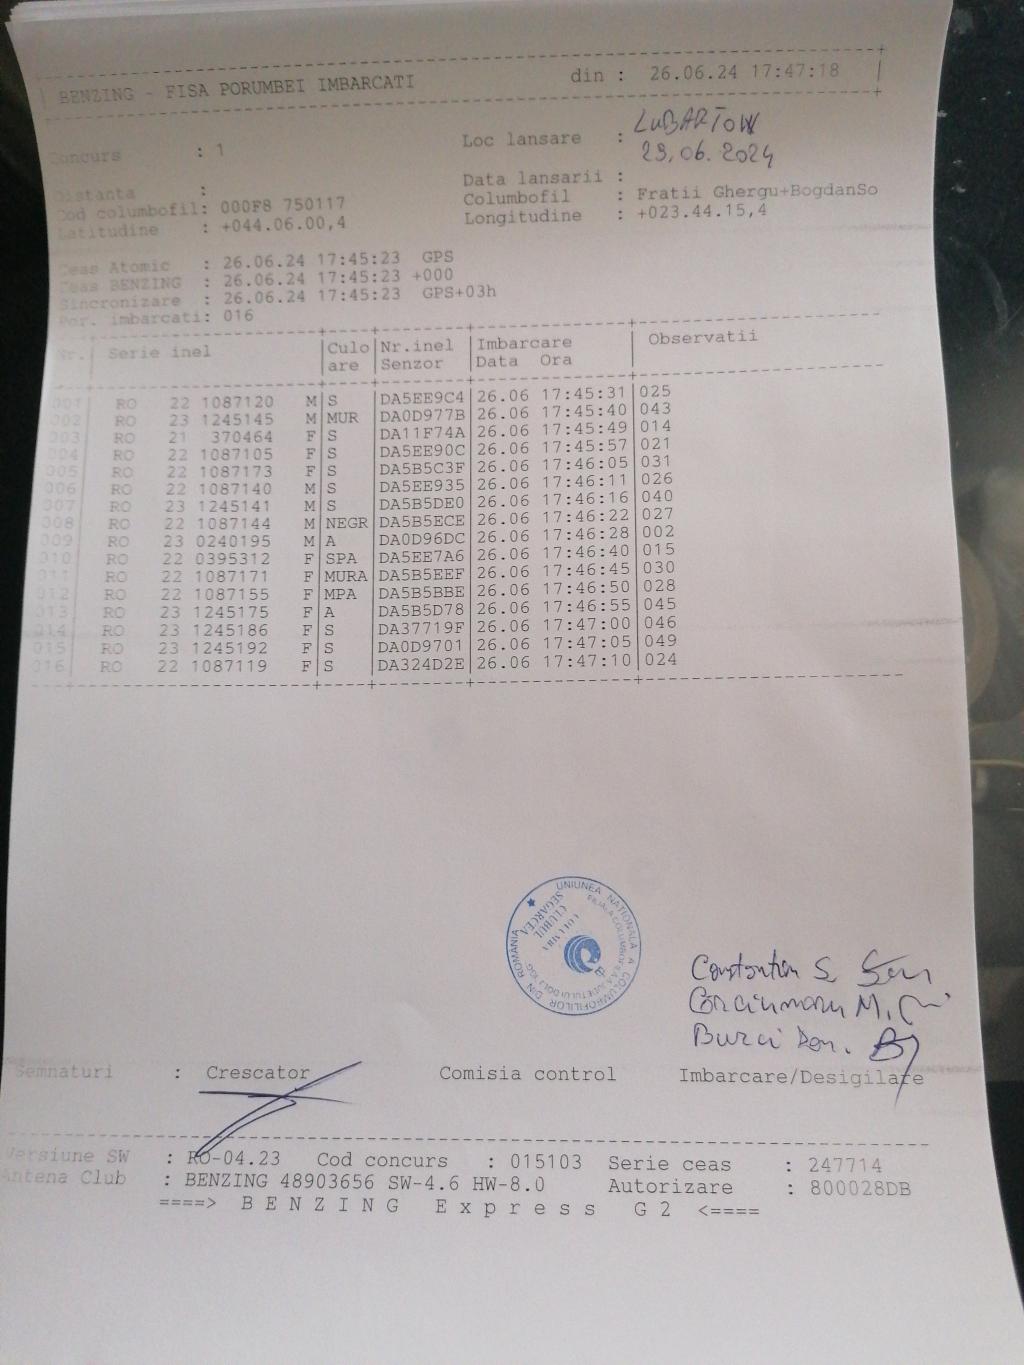 BENZING - FISA PORUMBEI IMBARCATI din : 26.06.24 17:47:18
Concurs : 1 Loc lansare : LUBARTOW
29,06.2024
Distanta : Data lansarii :
Cod columbofil: 000F8 750117 Columbofil : Fratii Ghergu+BogdanSo
Latitudine : +044.06.00,4 Longitudine : +023.44.15,4
Ceas Atomic : 26.06.24 17:45:23 GPS
Ceas BENZING : 26.06.24 17:45:23 +000
Sincronizare : 26.06.24 17:45:23 GPS+03h
Por. imbarcati: 016
Nr. Serie inel Culo Nr.inel Imbarcare Observatii
are Senzor Data Ora
001 RO 22 1087120 M S DA5EE9C4 26.06 17:45:31 025
002 RO 23 1245145 M MUR DA0D977B 26.06 17:45:40 043
003 RO 21 370464 F S DA11F74A 26.06 17:45:49 014
004 RO 22 1087105 F S DA5EE90C 26.06 17:45:57 021
005 RO 22 1087173 F S DA5B5C3F 26.06 17:46:05 031
006 RO 22 1087140 M S DA5EE935 26.06 17:46:11 026
007 RO 23 1245141 M S DA5B5DE0 26.06 17:46:16 040
008 RO 22 1087144 M NEGR DA5B5ECE 26.06 17:46:22 027
009 RO 23 0240195 M A DA0D96DC 26.06 17:46:28 002
010 RO 22 0395312 F SPA DA5EE7A6 26.06 17:46:40 015
011 RO 22 1087171 F MURA DA5B5EEF 26.06 17:46:45 030
012 RO 22 1087155 F MPA DA5B5BBE 26.06 17:46:50 028
013 RO 23 1245175 F A DA5B5D78 26.06 17:46:55 045
014 RO 23 1245186 F S DA37719F 26.06 17:47:00 046
015 RO 23 1245192 F S DA0D9701 26.06 17:47:05 049
016 RO 22 1087119 F S DA324D2E 26.06 17:47:10 024
UNIUNEA NATIONALA A COLUMBOFILILOR DIN ROMANIA
CLUBUL
COLUMBA
SEGARCEA
Constantin S.
M.
Burci
Semnaturi : Crescator Comisia control Imbarcare/Desigilare
Versiune SW : RO-04.23 Cod concurs : 015103 Serie ceas : 247714
Antena Club : BENZING 48903656 SW-4.6 HW-8.0 Autorizare : 800028DB
====> B E N Z I N G E x p r e s s G 2 <====